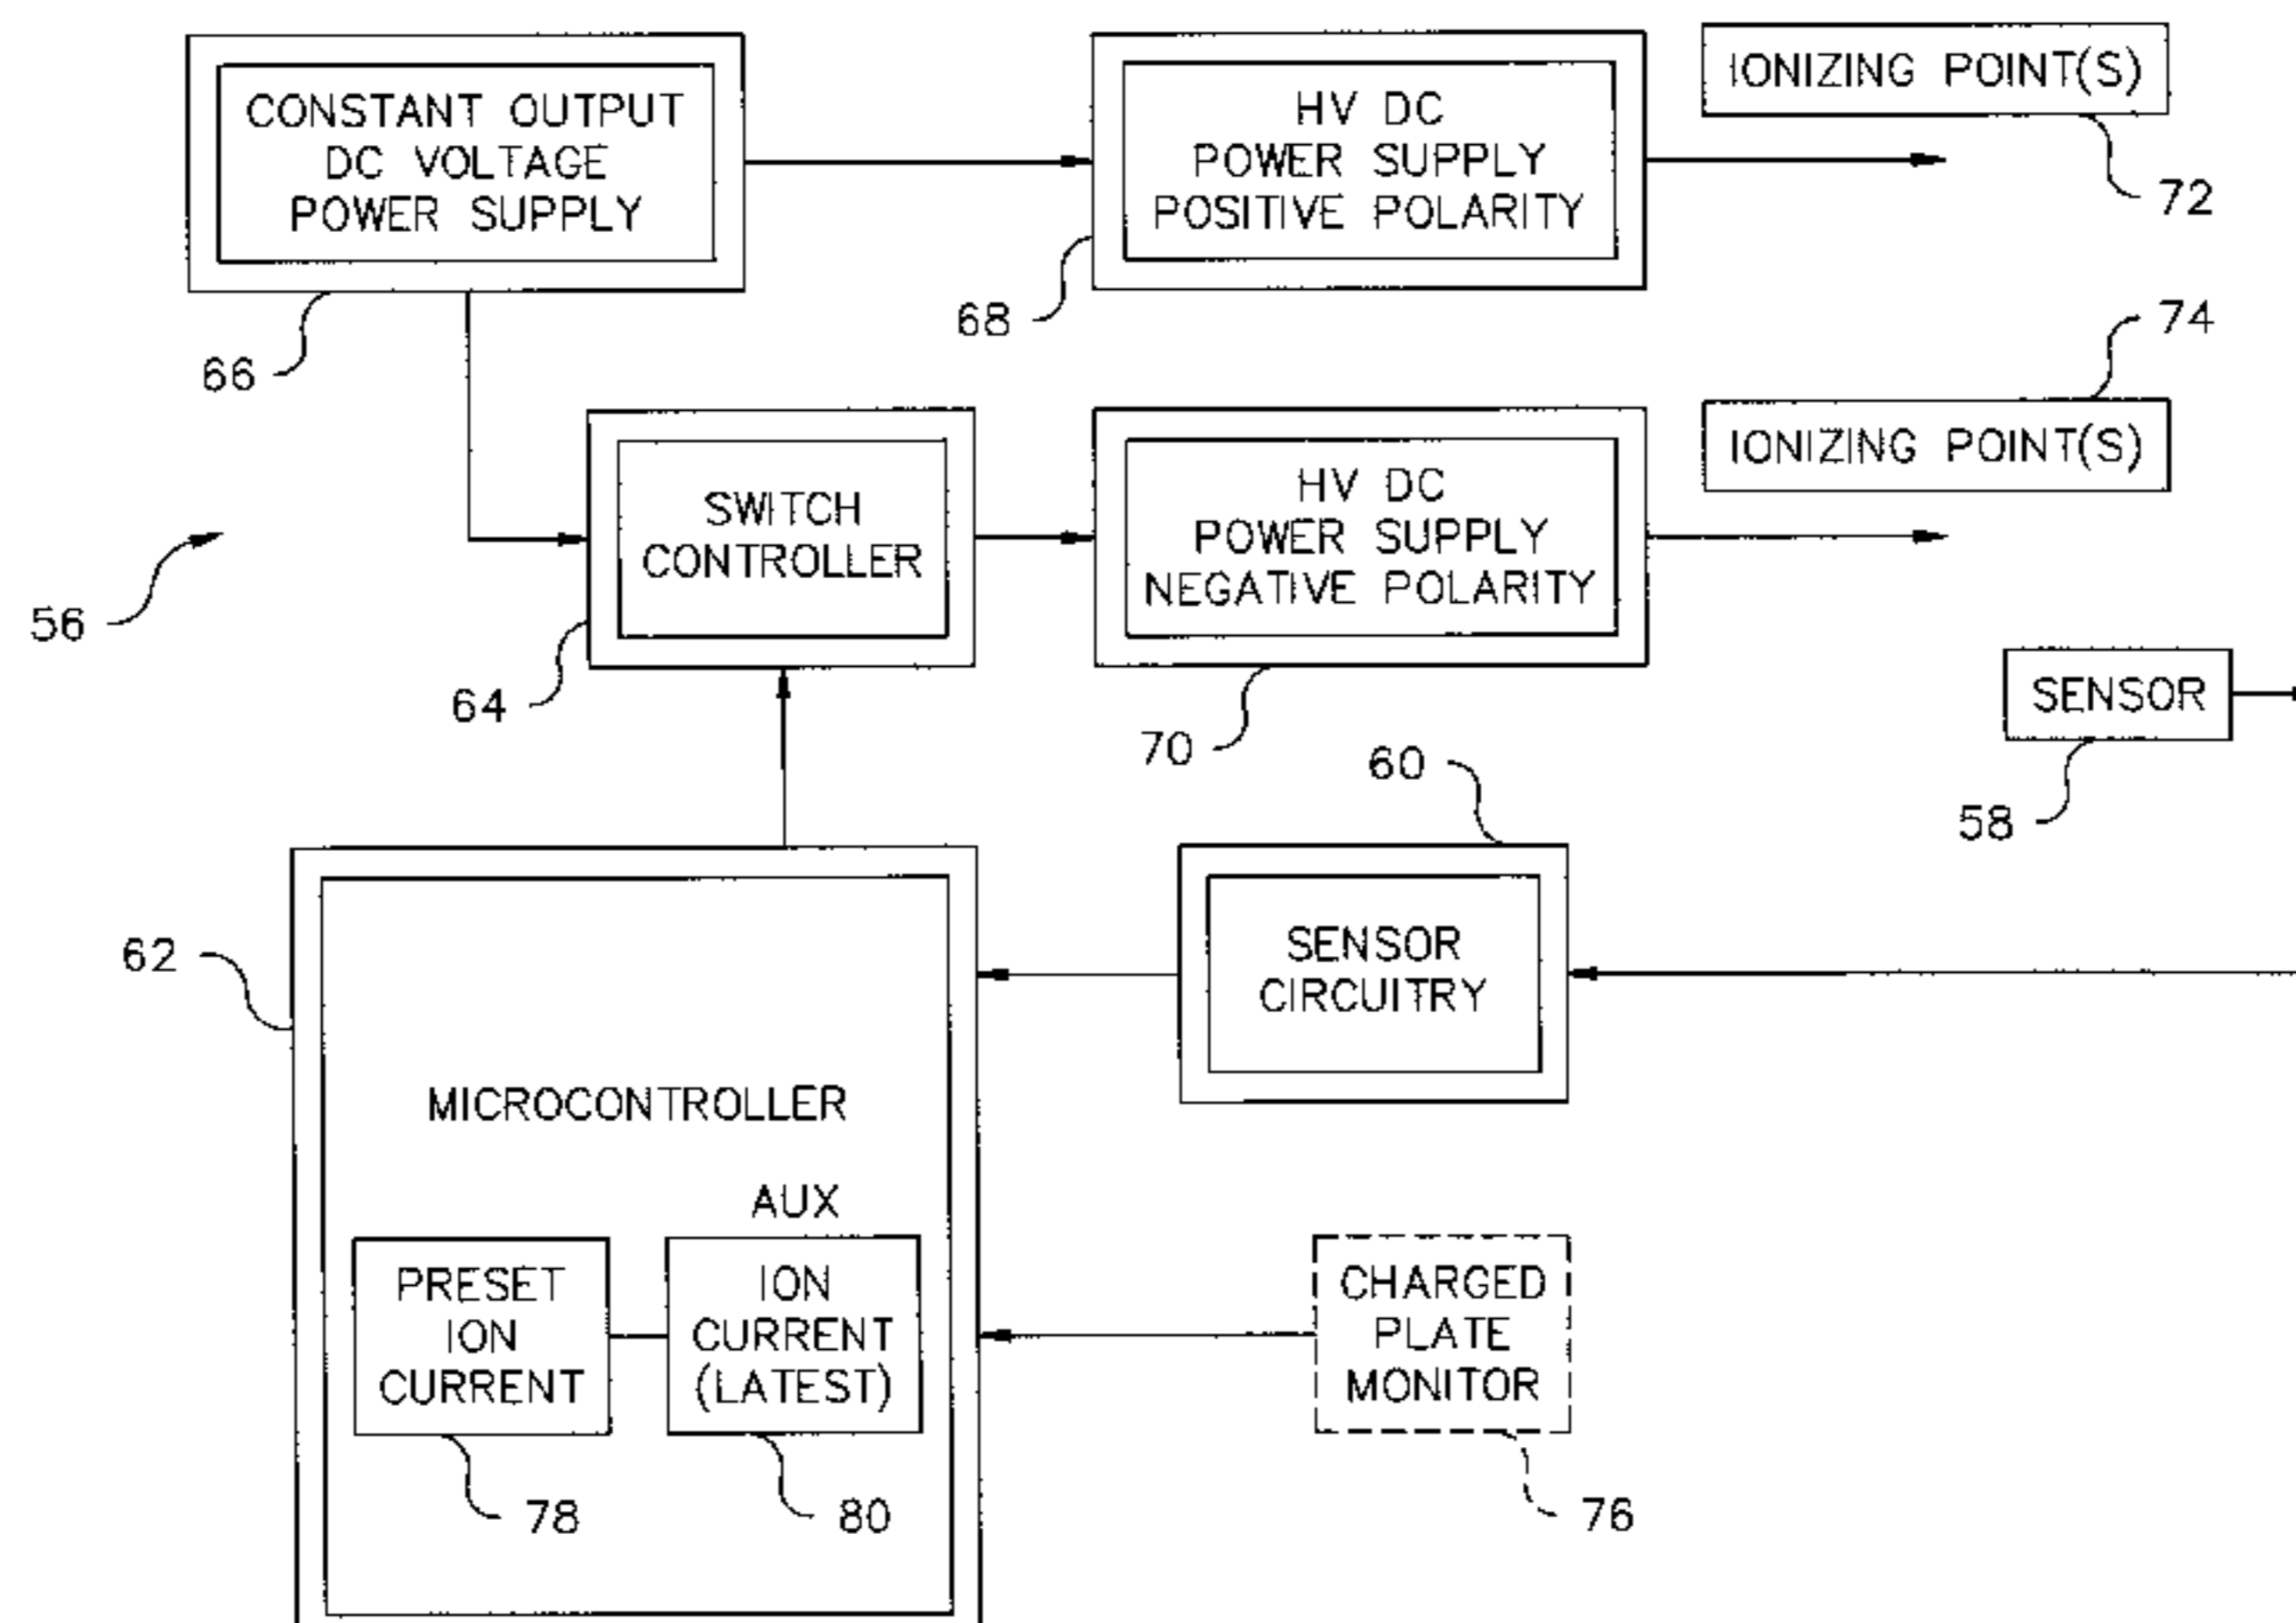 CONSTANT OUTPUT
DC VOLTAGE
POWER SUPPLY
66
HV DC
POWER SUPPLY
POSITIVE POLARITY
68
IONIZING POINT(S)
72
74
IONIZING POINT(S)
56
SWITCH
CONTROLLER
64
HV DC
POWER SUPPLY
NEGATIVE POLARITY
70
SENSOR
58
60
SENSOR
CIRCUITRY
62
MICROCONTROLLER
AUX
PRESET
ION
CURRENT
78
ION
CURRENT
(LATEST)
80
CHARGED
PLATE
MONITOR
76